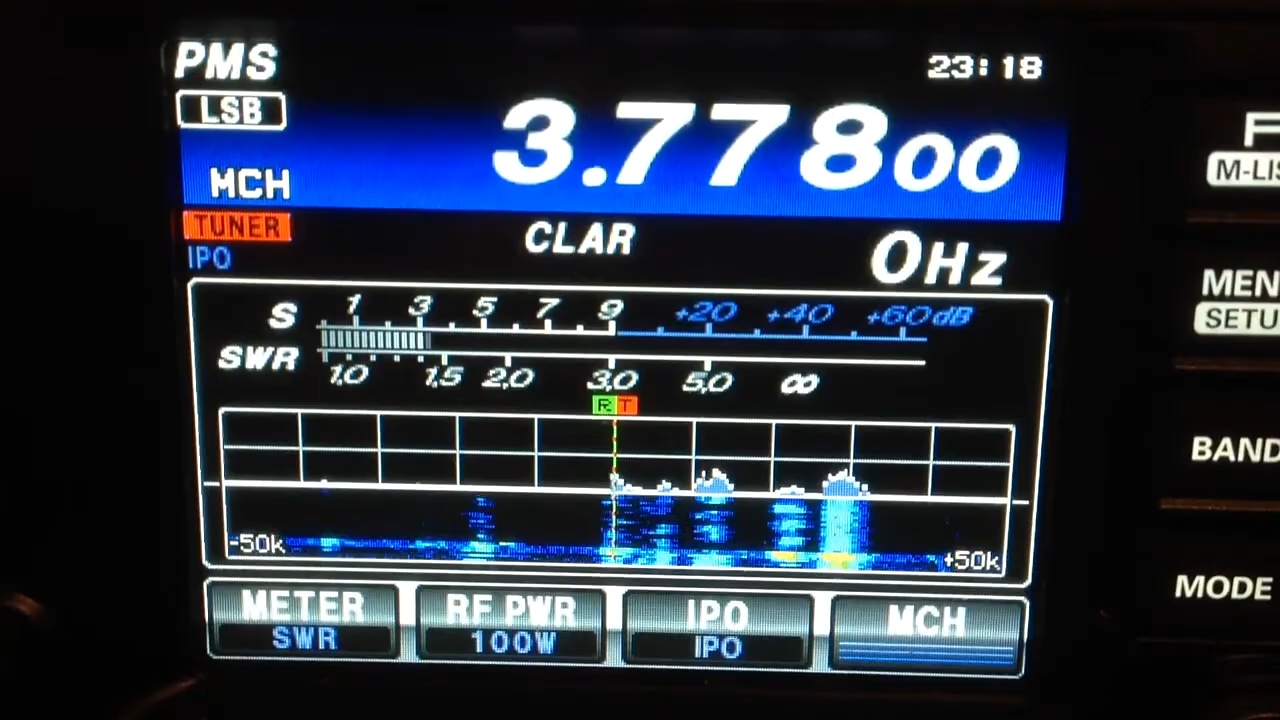 PMS
23:18
LSB
3.77800
MCH
TUNER
CLAR
0Hz
IPO
S 1 3 5 7 9 +20 +40 +60dB
SWR 1.0 1.5 2.0 3.0 5.0 ∞
R T
-50k
+50k
METER RF PWR IPO MCH
SWR 100W IPO
F
M-LIS
MEN
SETU
BAND
MODE